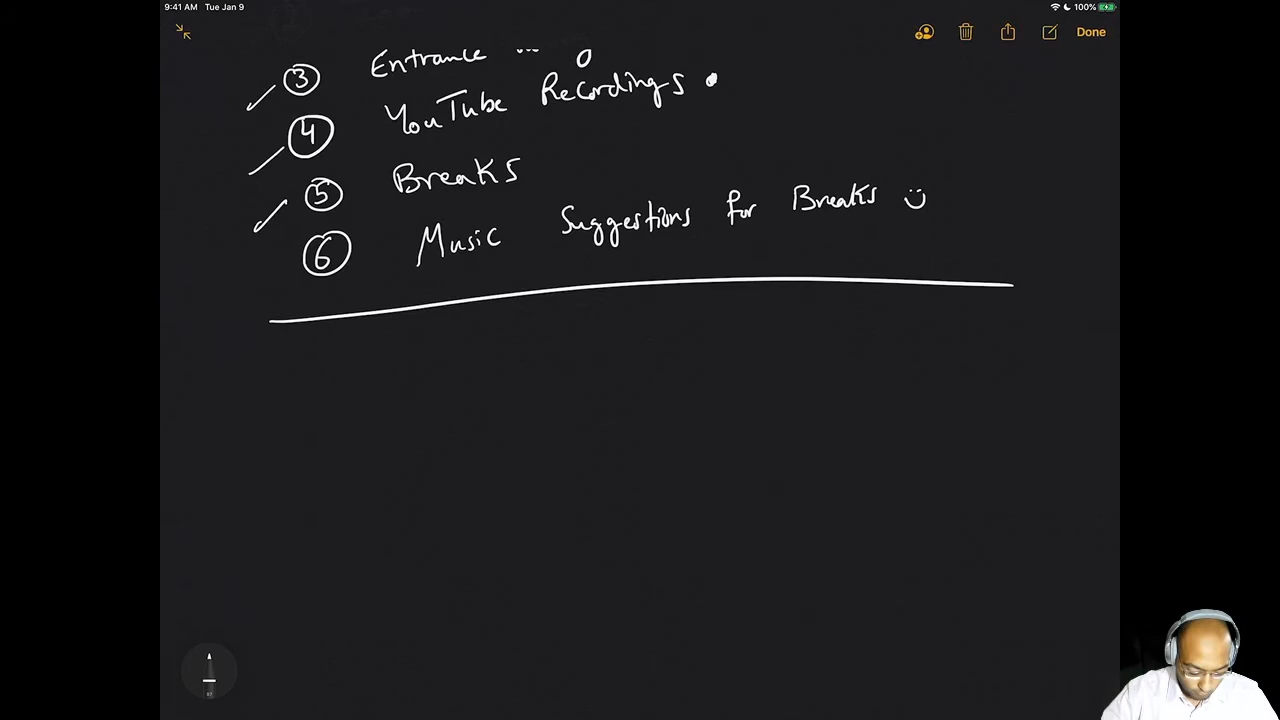 9:41 AM Tue Jan 9
100%
Done
3 Entrance
4 YouTube Recordings
5 Breaks
6 Music Suggestions for Breaks